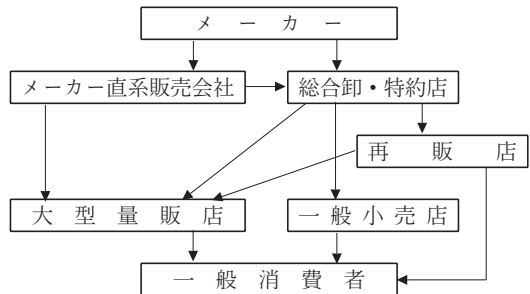 メーカー
メーカー直系販売会社
総合卸・特約店
再販店
大型量販店
一般小売店
一般消費者